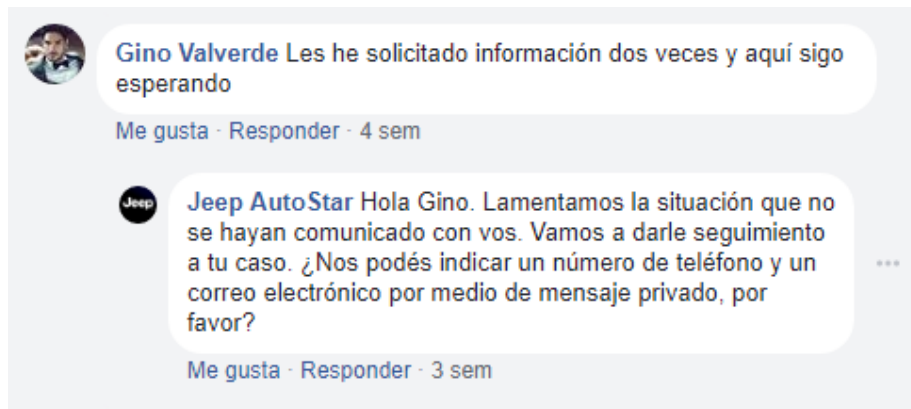 Gino Valverde Les he solicitado información dos veces y aquí sigo
esperando
Me gusta · Responder · 4 sem
Jeep
Jeep AutoStar Hola Gino. Lamentamos la situación que no
se hayan comunicado con vos. Vamos a darle seguimiento
a tu caso. ¿Nos podés indicar un número de teléfono y un
correo electrónico por medio de mensaje privado, por
favor?
Me gusta · Responder · 3 sem